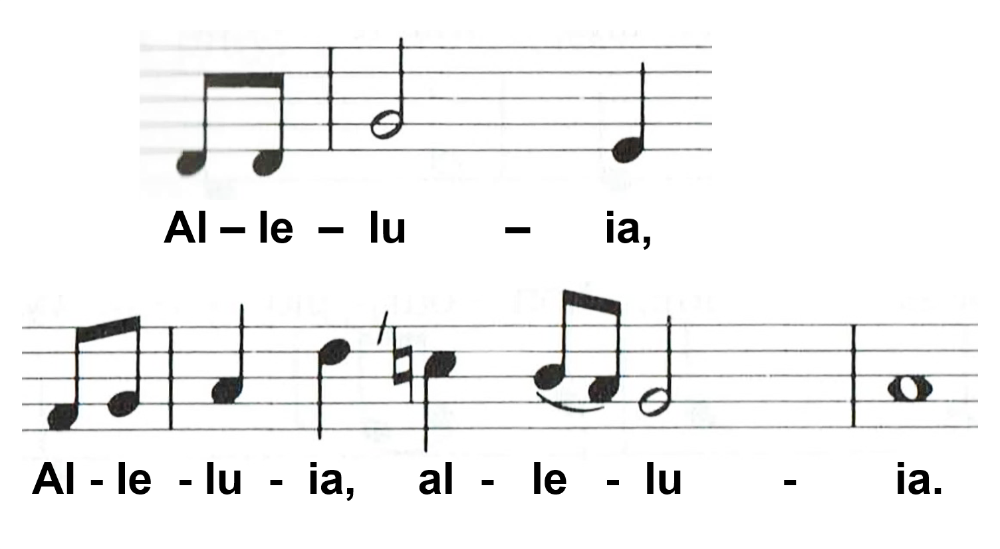 Al – le – lu – ia,
Al - le - lu - ia, al - le - lu - ia.